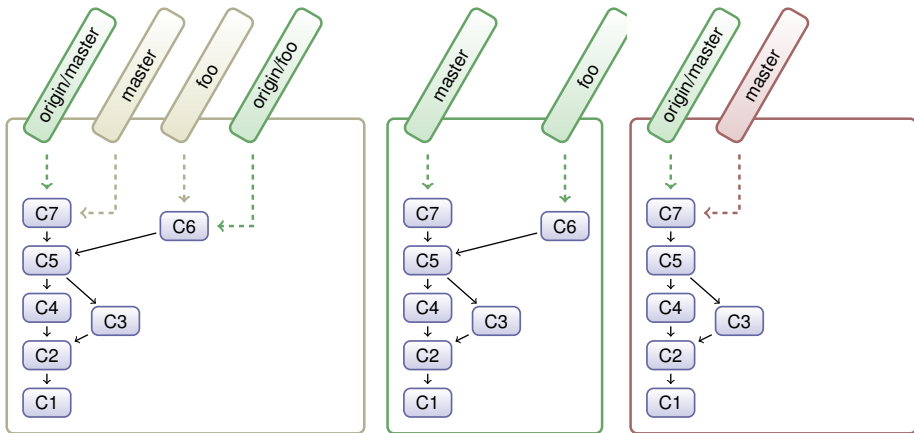 origin/master
master
foo
origin/foo
C7
C6
C5
C4
C3
C2
C1
master
foo
C7
C6
C5
C4
C3
C2
C1
origin/master
master
C7
C5
C4
C3
C2
C1